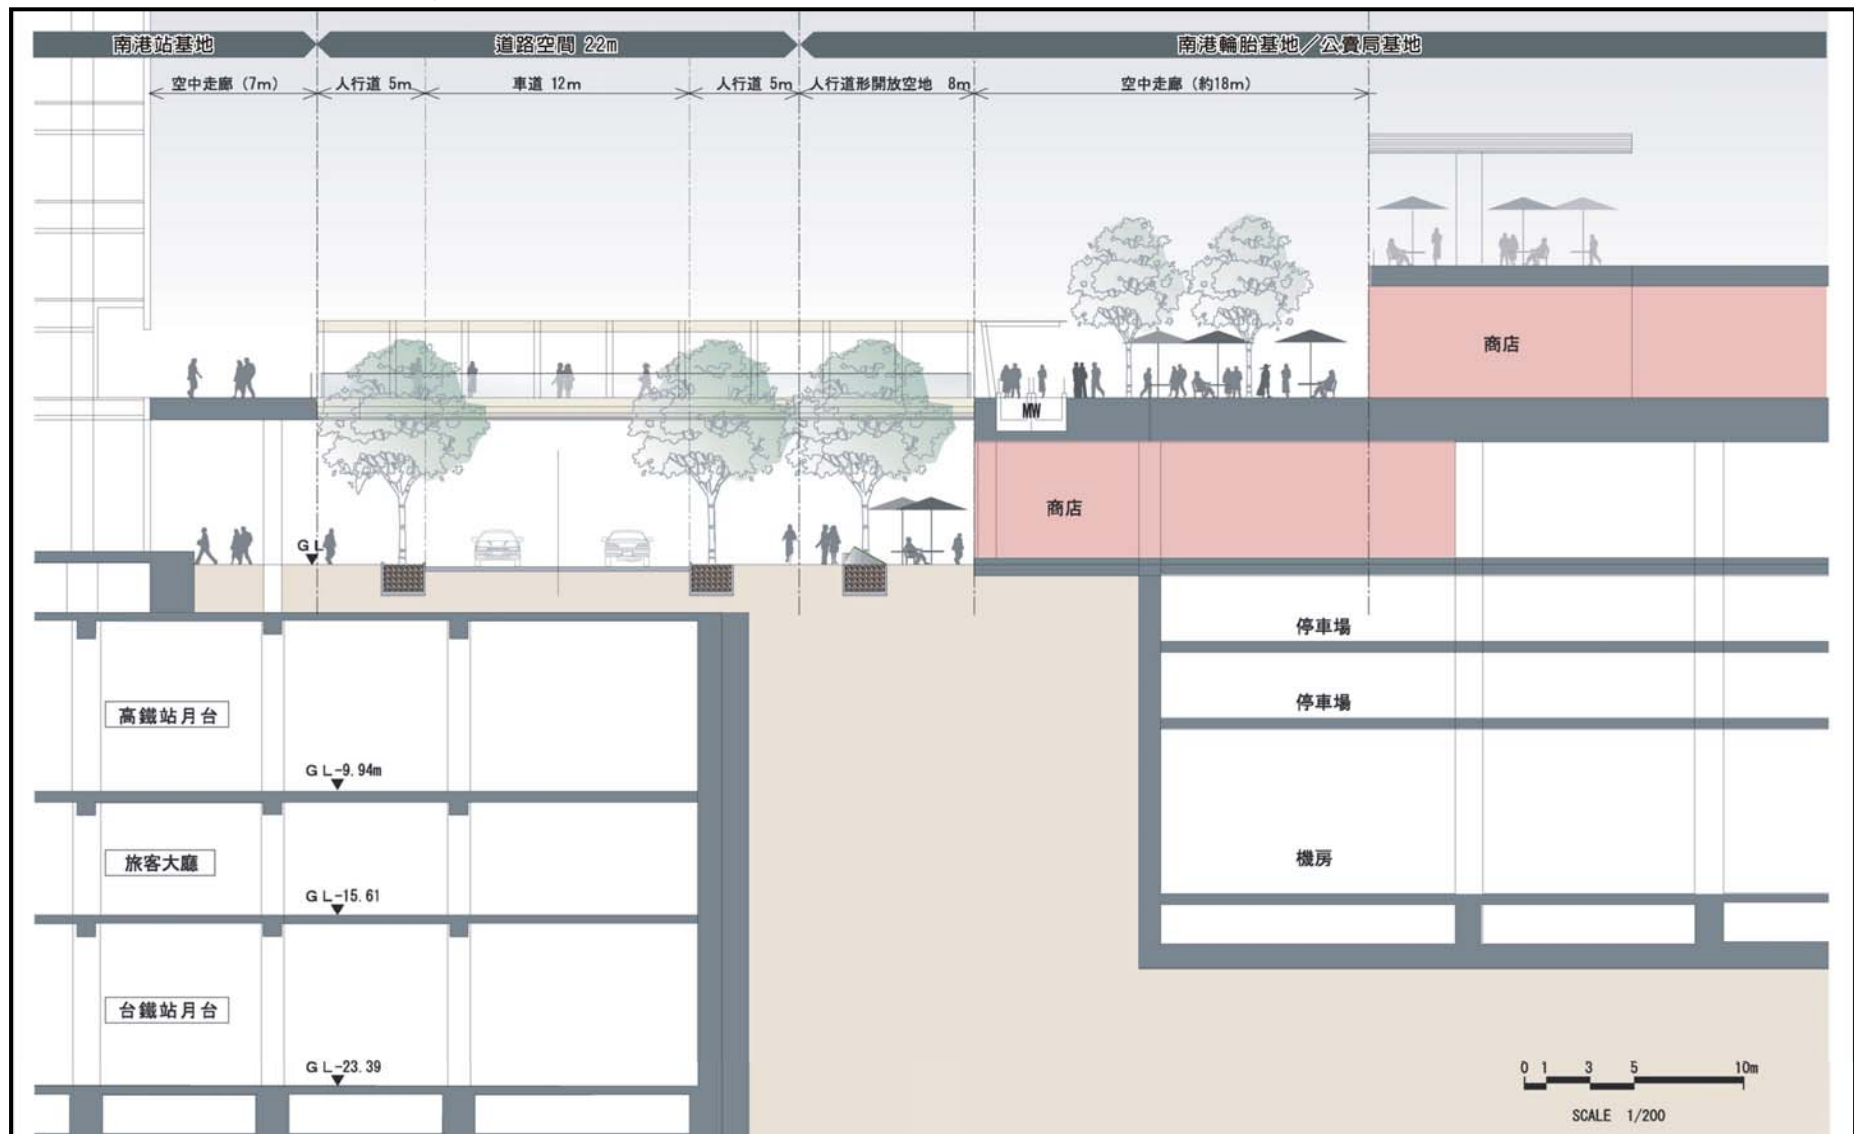 南港站基地
道路空間 22m
南港輪胎基地／公賣局基地
空中走廊 (7m)
人行道 5m
車道 12m
人行道 5m
人行道形開放空地 8m
空中走廊 (約18m)
商店
MW
商店
GL
停車場
停車場
高鐵站月台
GL-9.94m
旅客大廳
機房
GL-15.61
台鐵站月台
GL-23.39
0 1 3 5 10m
SCALE 1/200